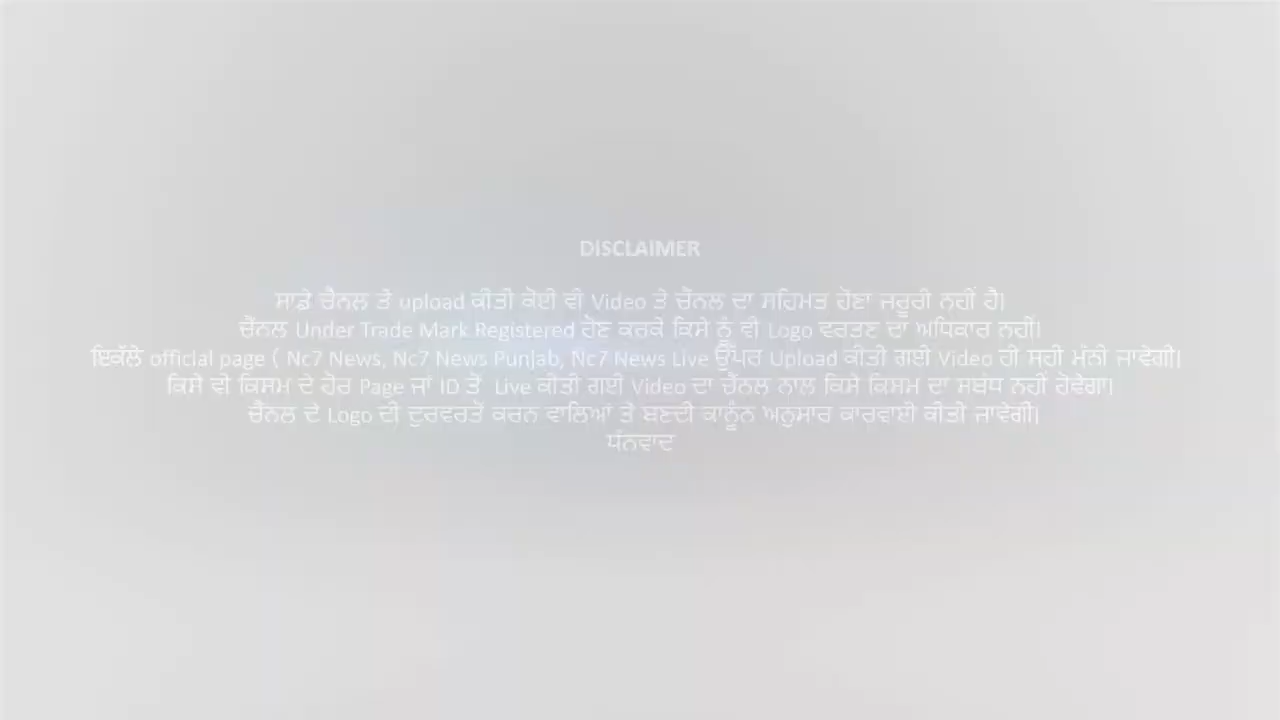 DISCLAIMER
ਸਾਡੇ ਚੈਨਲ ਤੇ upload ਕੀਤੀ ਕੋਈ ਵੀ Video ਤੇ ਚੈੱਨਲ ਦਾ ਸਹਿਮਤ ਹੋਣਾ ਜਰੂਰੀ ਨਹੀਂ ਹੈ।
ਚੈੱਨਲ Under Trade Mark Registered ਹੋਣ ਕਰਕੇ ਕਿਸੇ ਨੂੰ ਵੀ Logo ਵਰਤਣ ਦਾ ਅਧਿਕਾਰ ਨਹੀਂ।
ਇਕੱਲੇ official page ( Nc7 News, Nc7 News Punjab, Nc7 News Live ਉੱਪਰ Upload ਕੀਤੀ ਗਈ Video ਹੀ ਸਹੀ ਮੰਨੀ ਜਾਵੇਗੀ।
ਕਿਸੇ ਵੀ ਕਿਸਮ ਦੇ ਹੋਰ Page ਜਾਂ ID ਤੋਂ Live ਕੀਤੀ ਗਈ Video ਦਾ ਚੈੱਨਲ ਨਾਲ ਕਿਸੇ ਕਿਸਮ ਦਾ ਸਬੰਧ ਨਹੀਂ ਹੋਵੇਗਾ।
ਚੈੱਨਲ ਦੇ Logo ਦੀ ਦੁਰਵਰਤੋਂ ਕਰਨ ਵਾਲਿਆਂ ਤੇ ਬਣਦੀ ਕਾਨੂੰਨ ਅਨੁਸਾਰ ਕਾਰਵਾਈ ਕੀਤੀ ਜਾਵੇਗੀ।
ਧੰਨਵਾਦ